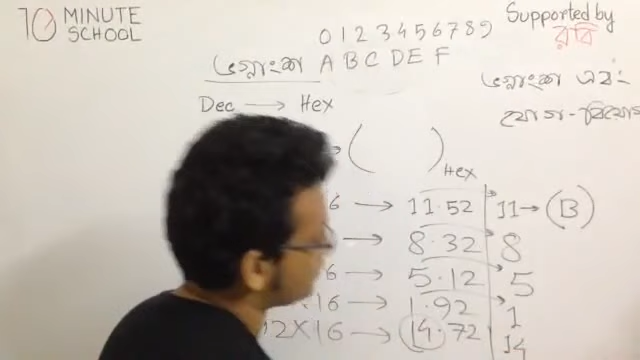 10 MINUTE
SCHOOL
Supported by
রবি
0 1 2 3 4 5 6 7 8 9
A B C D E F
ভগ্নাংশ
ভগ্নাংশ এবং
যোগ-বিয়োগ
Dec → Hex
→ ( ) Hex
6 → 11.52 11 → (B)
→ 8.32 8
6 → 5.12 5
×16 → 1.92 1
2×16 → 14.72 14